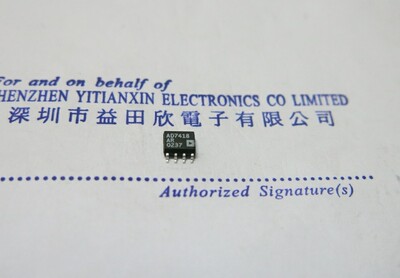 For and on behalf of
HENZHEN YITIANXIN ELECTRONICS CO LIMITED
深圳市益田欣電子有限公司
AD7418
AR
0237
Authorized Signature(s)